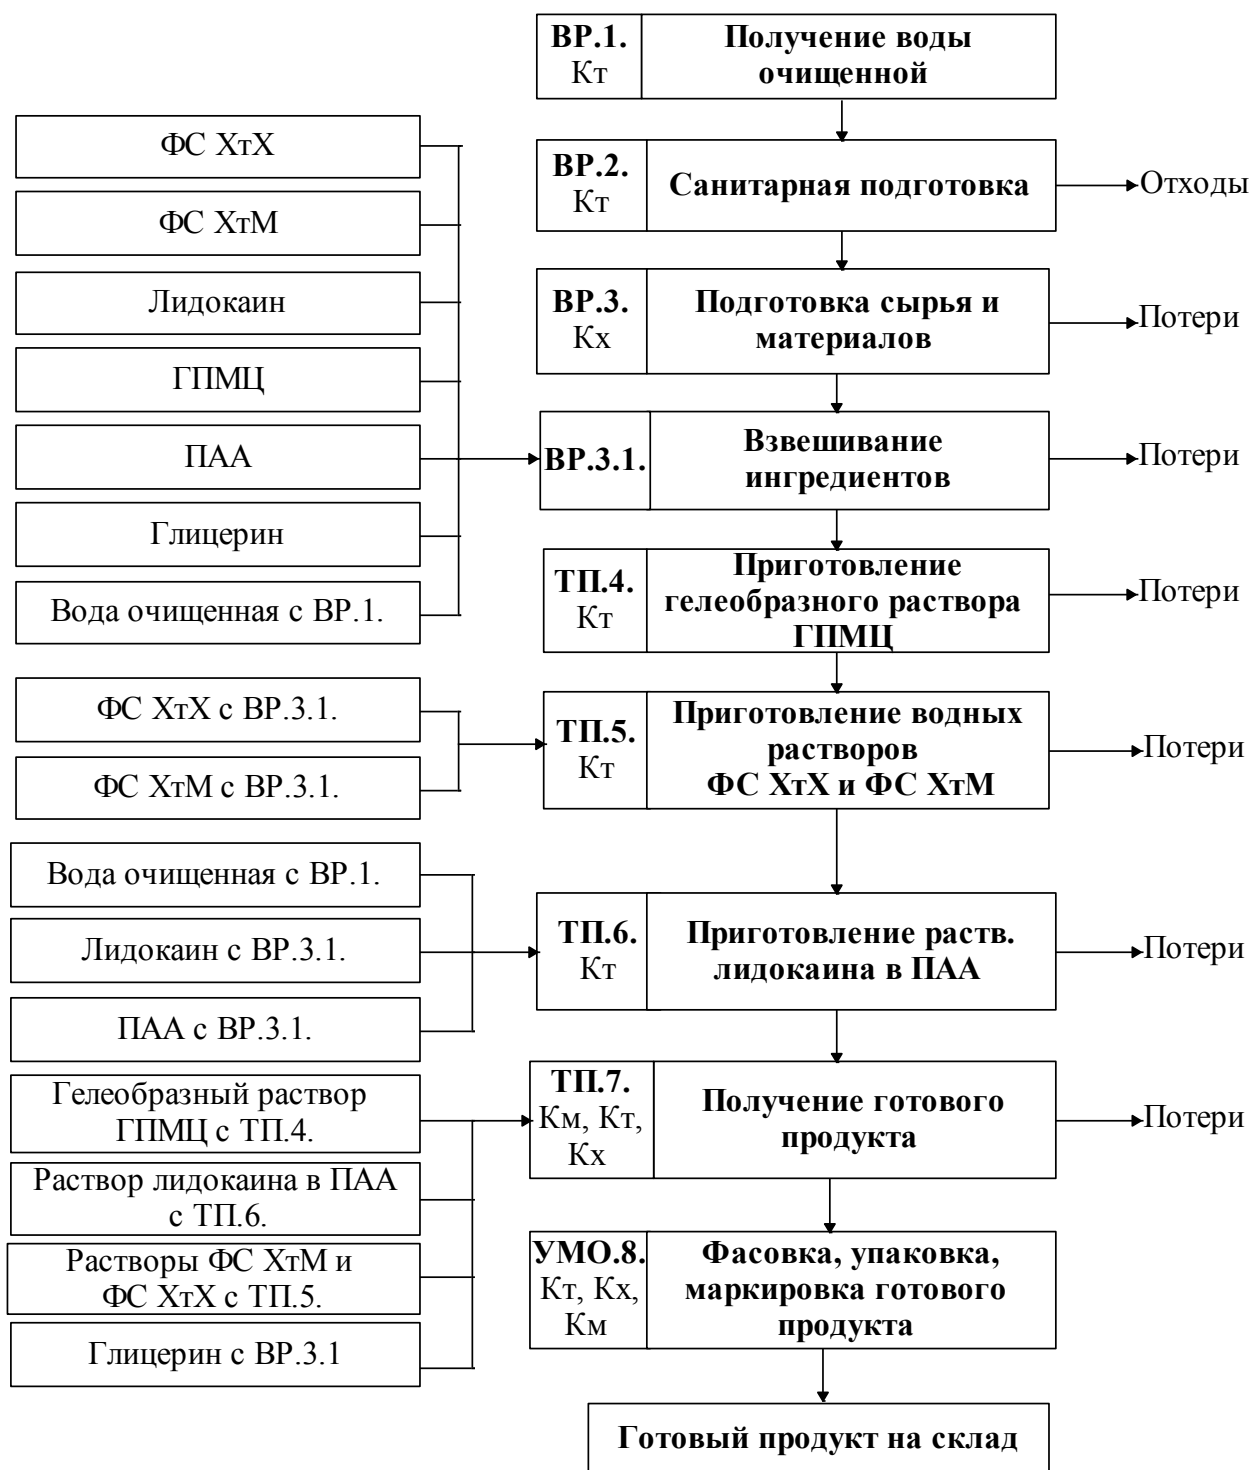 ВР.1.
Кт
Получение воды
очищенной
ФС ХтХ
ФС ХтМ
Лидокаин
ГПМЦ
ПАА
Глицерин
Вода очищенная с ВР.1.
ВР.2.
Кт
Санитарная подготовка
Отходы
ВР.3.
Кх
Подготовка сырья и
материалов
Потери
ВР.3.1.
Взвешивание
ингредиентов
Потери
ТП.4.
Кт
Приготовление
гелеобразного раствора
ГПМЦ
Потери
ФС ХтХ с ВР.3.1.
ФС ХтМ с ВР.3.1.
ТП.5.
Кт
Приготовление водных
растворов
ФС ХтХ и ФС ХтМ
Потери
Вода очищенная с ВР.1.
Лидокаин с ВР.3.1.
ПАА с ВР.3.1.
ТП.6.
Кт
Приготовление раств.
лидокаина в ПАА
Потери
Гелеобразный раствор
ГПМЦ с ТП.4.
Раствор лидокаина в ПАА
с ТП.6.
Растворы ФС ХтМ и
ФС ХтХ с ТП.5.
Глицерин с ВР.3.1
ТП.7.
Км, Кт,
Кх
Получение готового
продукта
Потери
УМО.8.
Кт, Кх,
Км
Фасовка, упаковка,
маркировка готового
продукта
Готовый продукт на склад